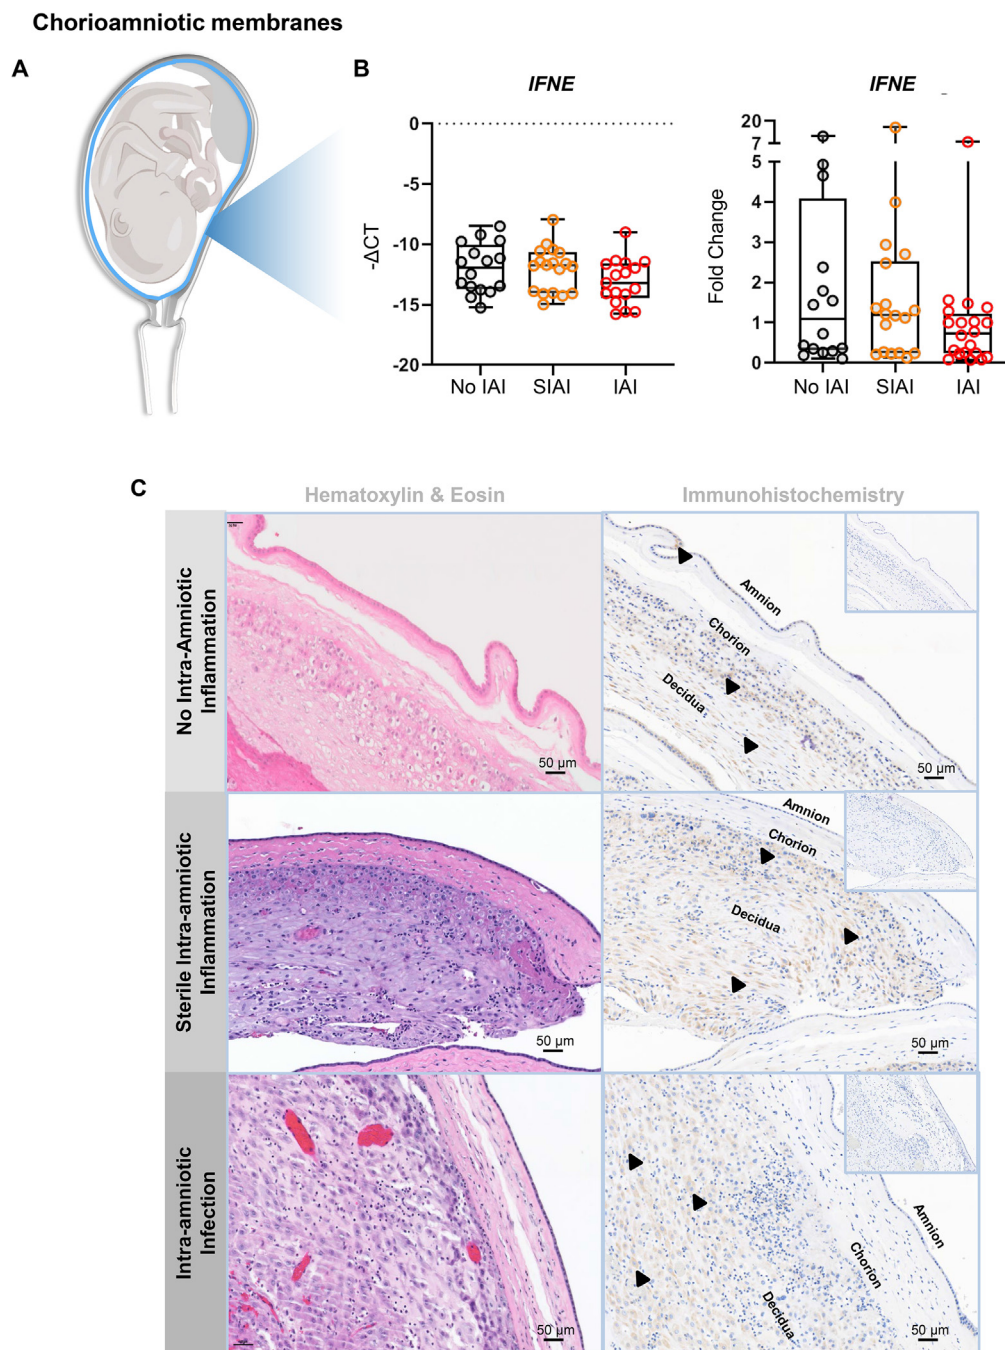 Chorioamniotic membranes
A
B
IFNE
-ΔCT
0
-5
-10
-15
-20
No IAI
SIAI
IAI
IFNE
Fold Change
20
7
5
4
3
2
1
0
No IAI
SIAI
IAI
C
Hematoxylin & Eosin
Immunohistochemistry
No Intra-Amniotic
Inflammation
50 µm
Amnion
Chorion
Decidua
50 µm
Sterile Intra-amniotic
Inflammation
50 µm
Amnion
Chorion
Decidua
50 µm
Intra-amniotic
Infection
50 µm
Amnion
Chorion
Decidua
50 µm